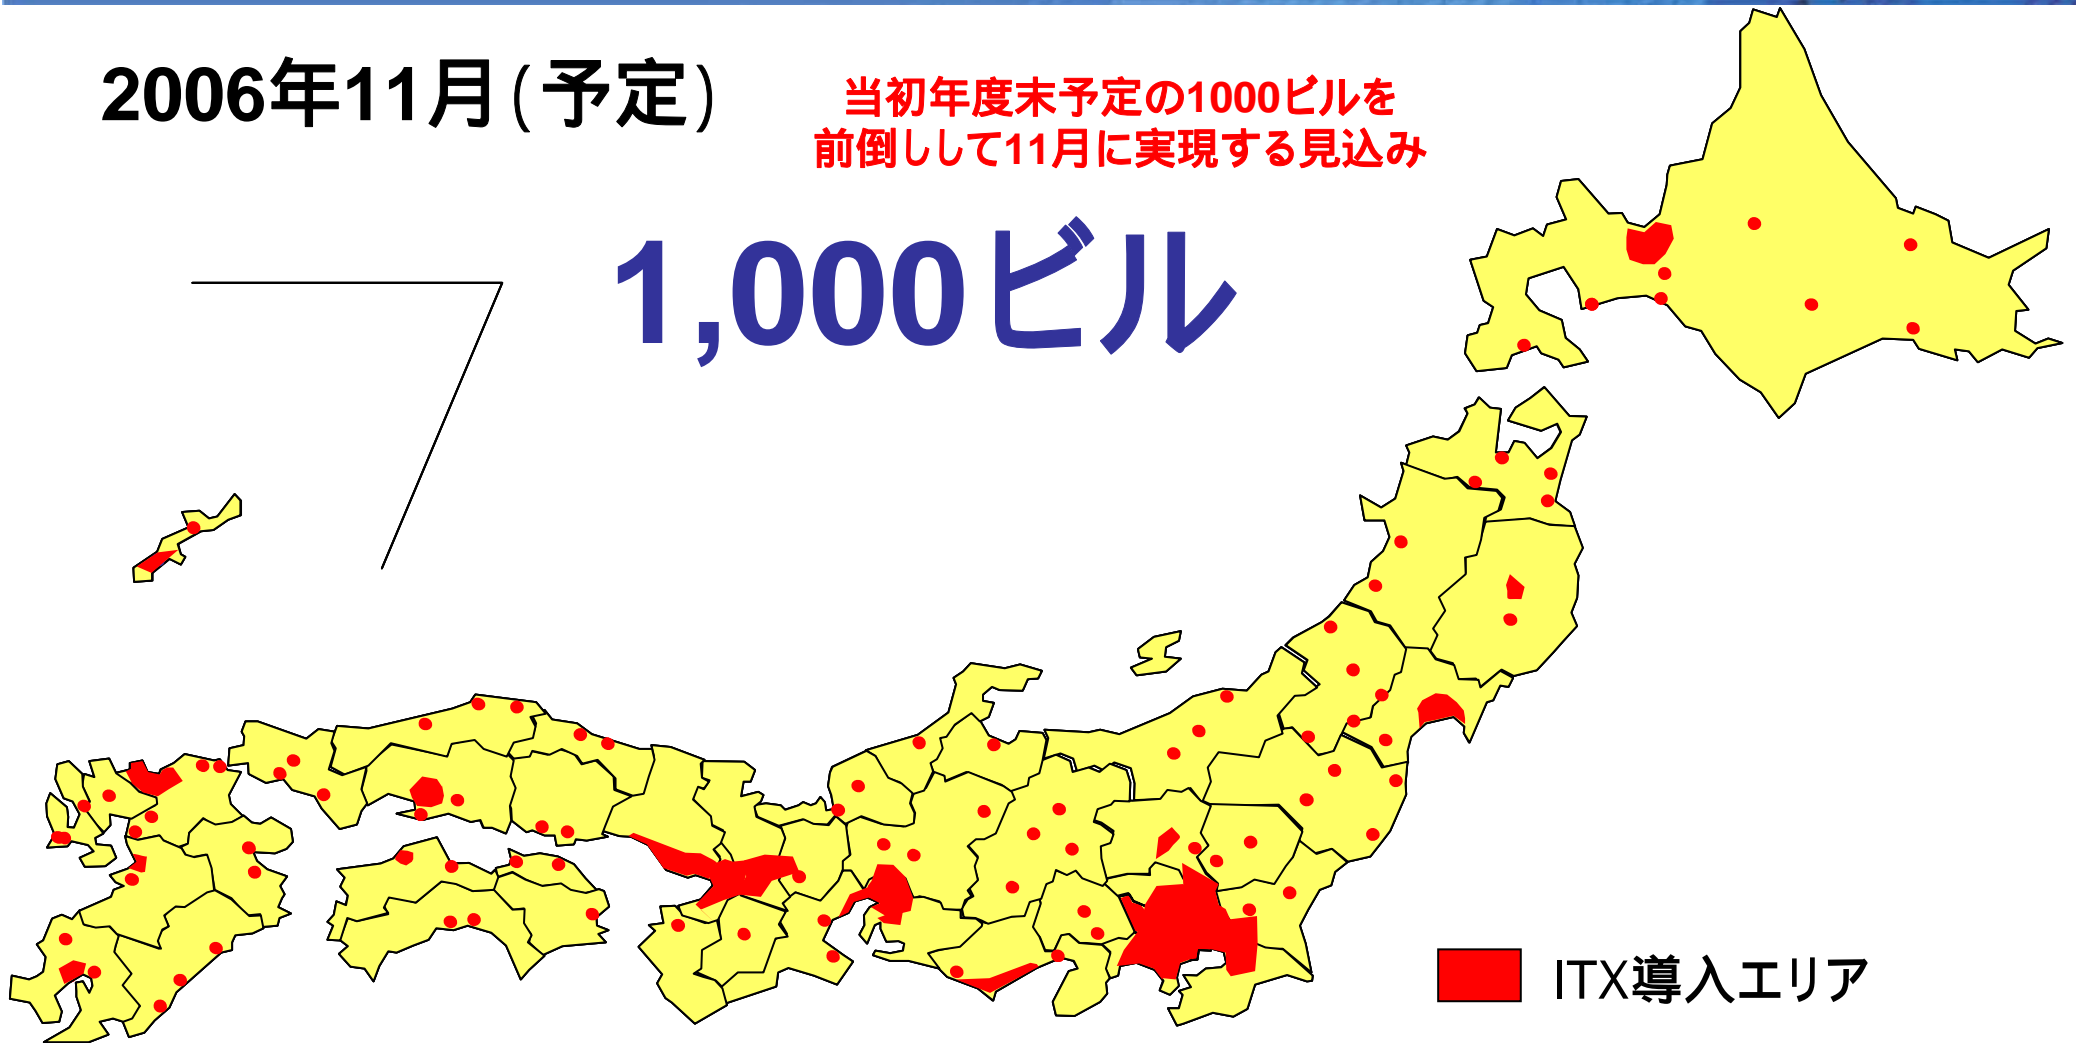 2006年11月(予定)
当初年度末予定の1000ビルを
前倒しして11月に実現する見込み
1,000ビル
ITX導入エリア